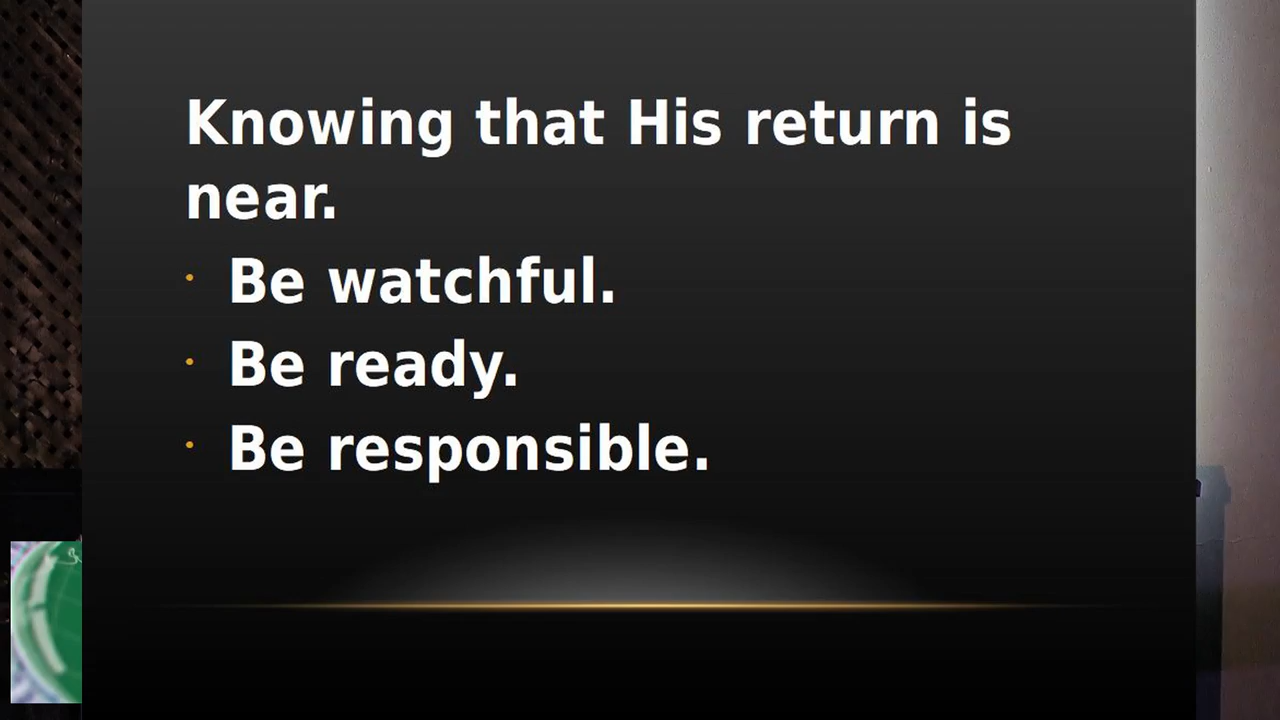 Knowing that His return is
near.
· Be watchful.
· Be ready.
· Be responsible.